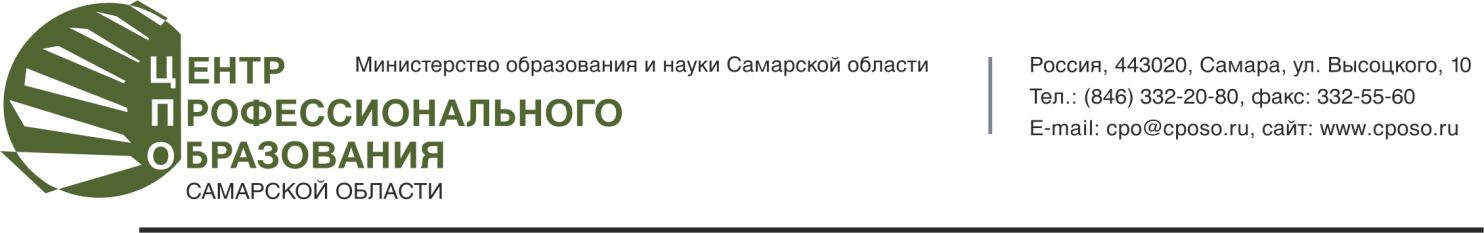 ЦЕНТР
ПРОФЕССИОНАЛЬНОГО
ОБРАЗОВАНИЯ
САМАРСКОЙ ОБЛАСТИ
Министерство образования и науки Самарской области
Россия, 443020, Самара, ул. Высоцкого, 10
Тел.: (846) 332-20-80, факс: 332-55-60
E-mail: cpo@cposo.ru, сайт: www.cposo.ru